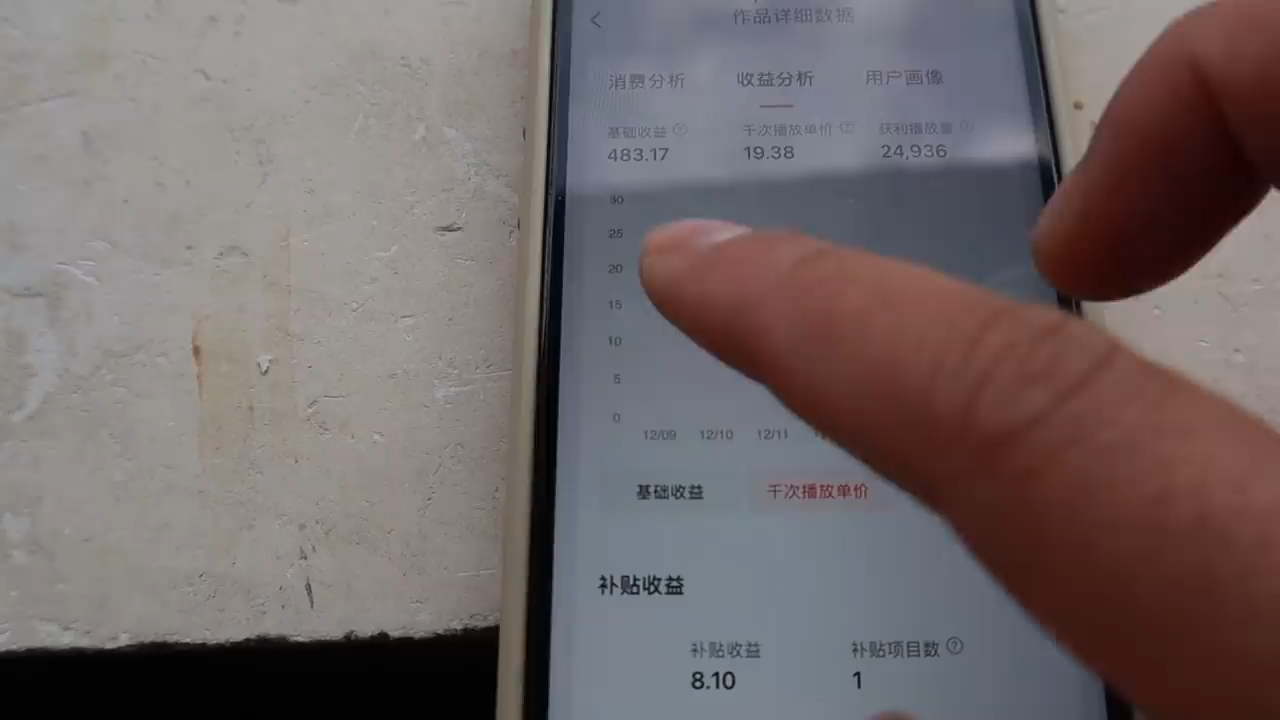 作品详细数据
消费分析 收益分析 用户画像
基础收益 千次播放单价 获利播放量
483.17 19.38 24,936
30
25
20
15
10
5
0
12/09 12/10 12/11
基础收益 千次播放单价
补贴收益
补贴收益 补贴项目数
8.10 1